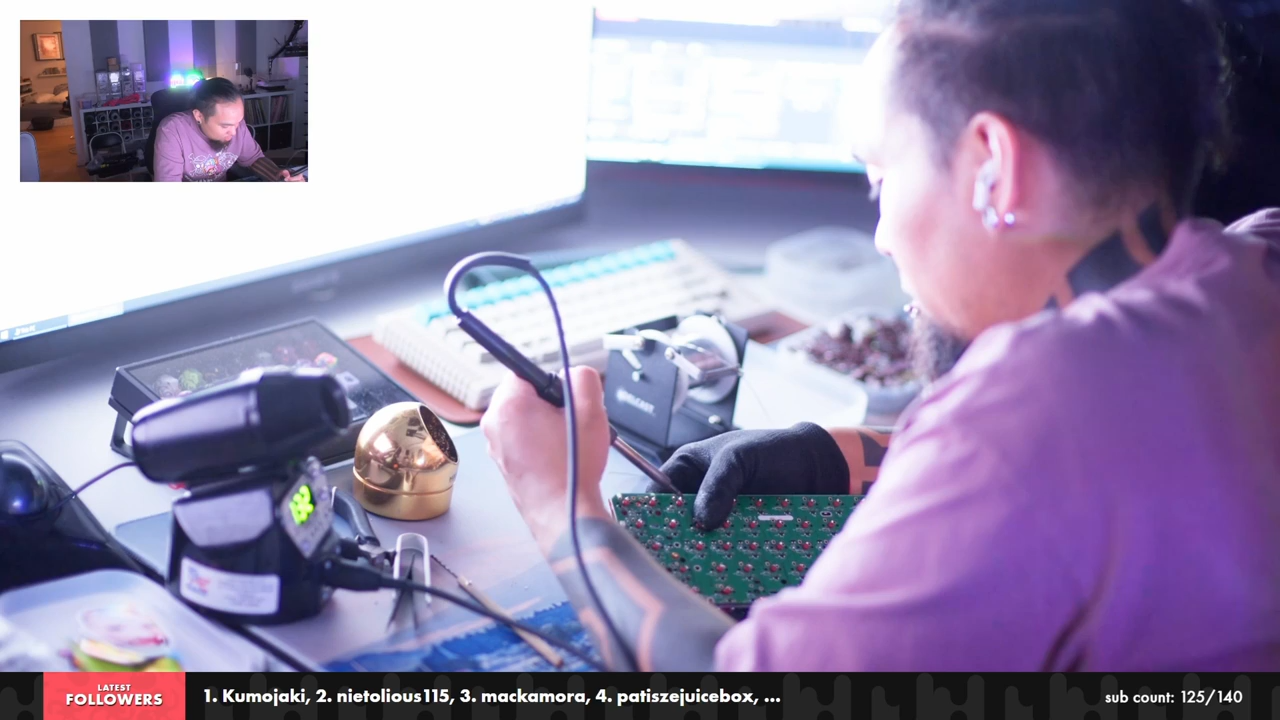 LATEST
FOLLOWERS
1. Kumojaki, 2. nietolious115, 3. mackamora, 4. patiszejuicebox, ...
sub count: 125/140